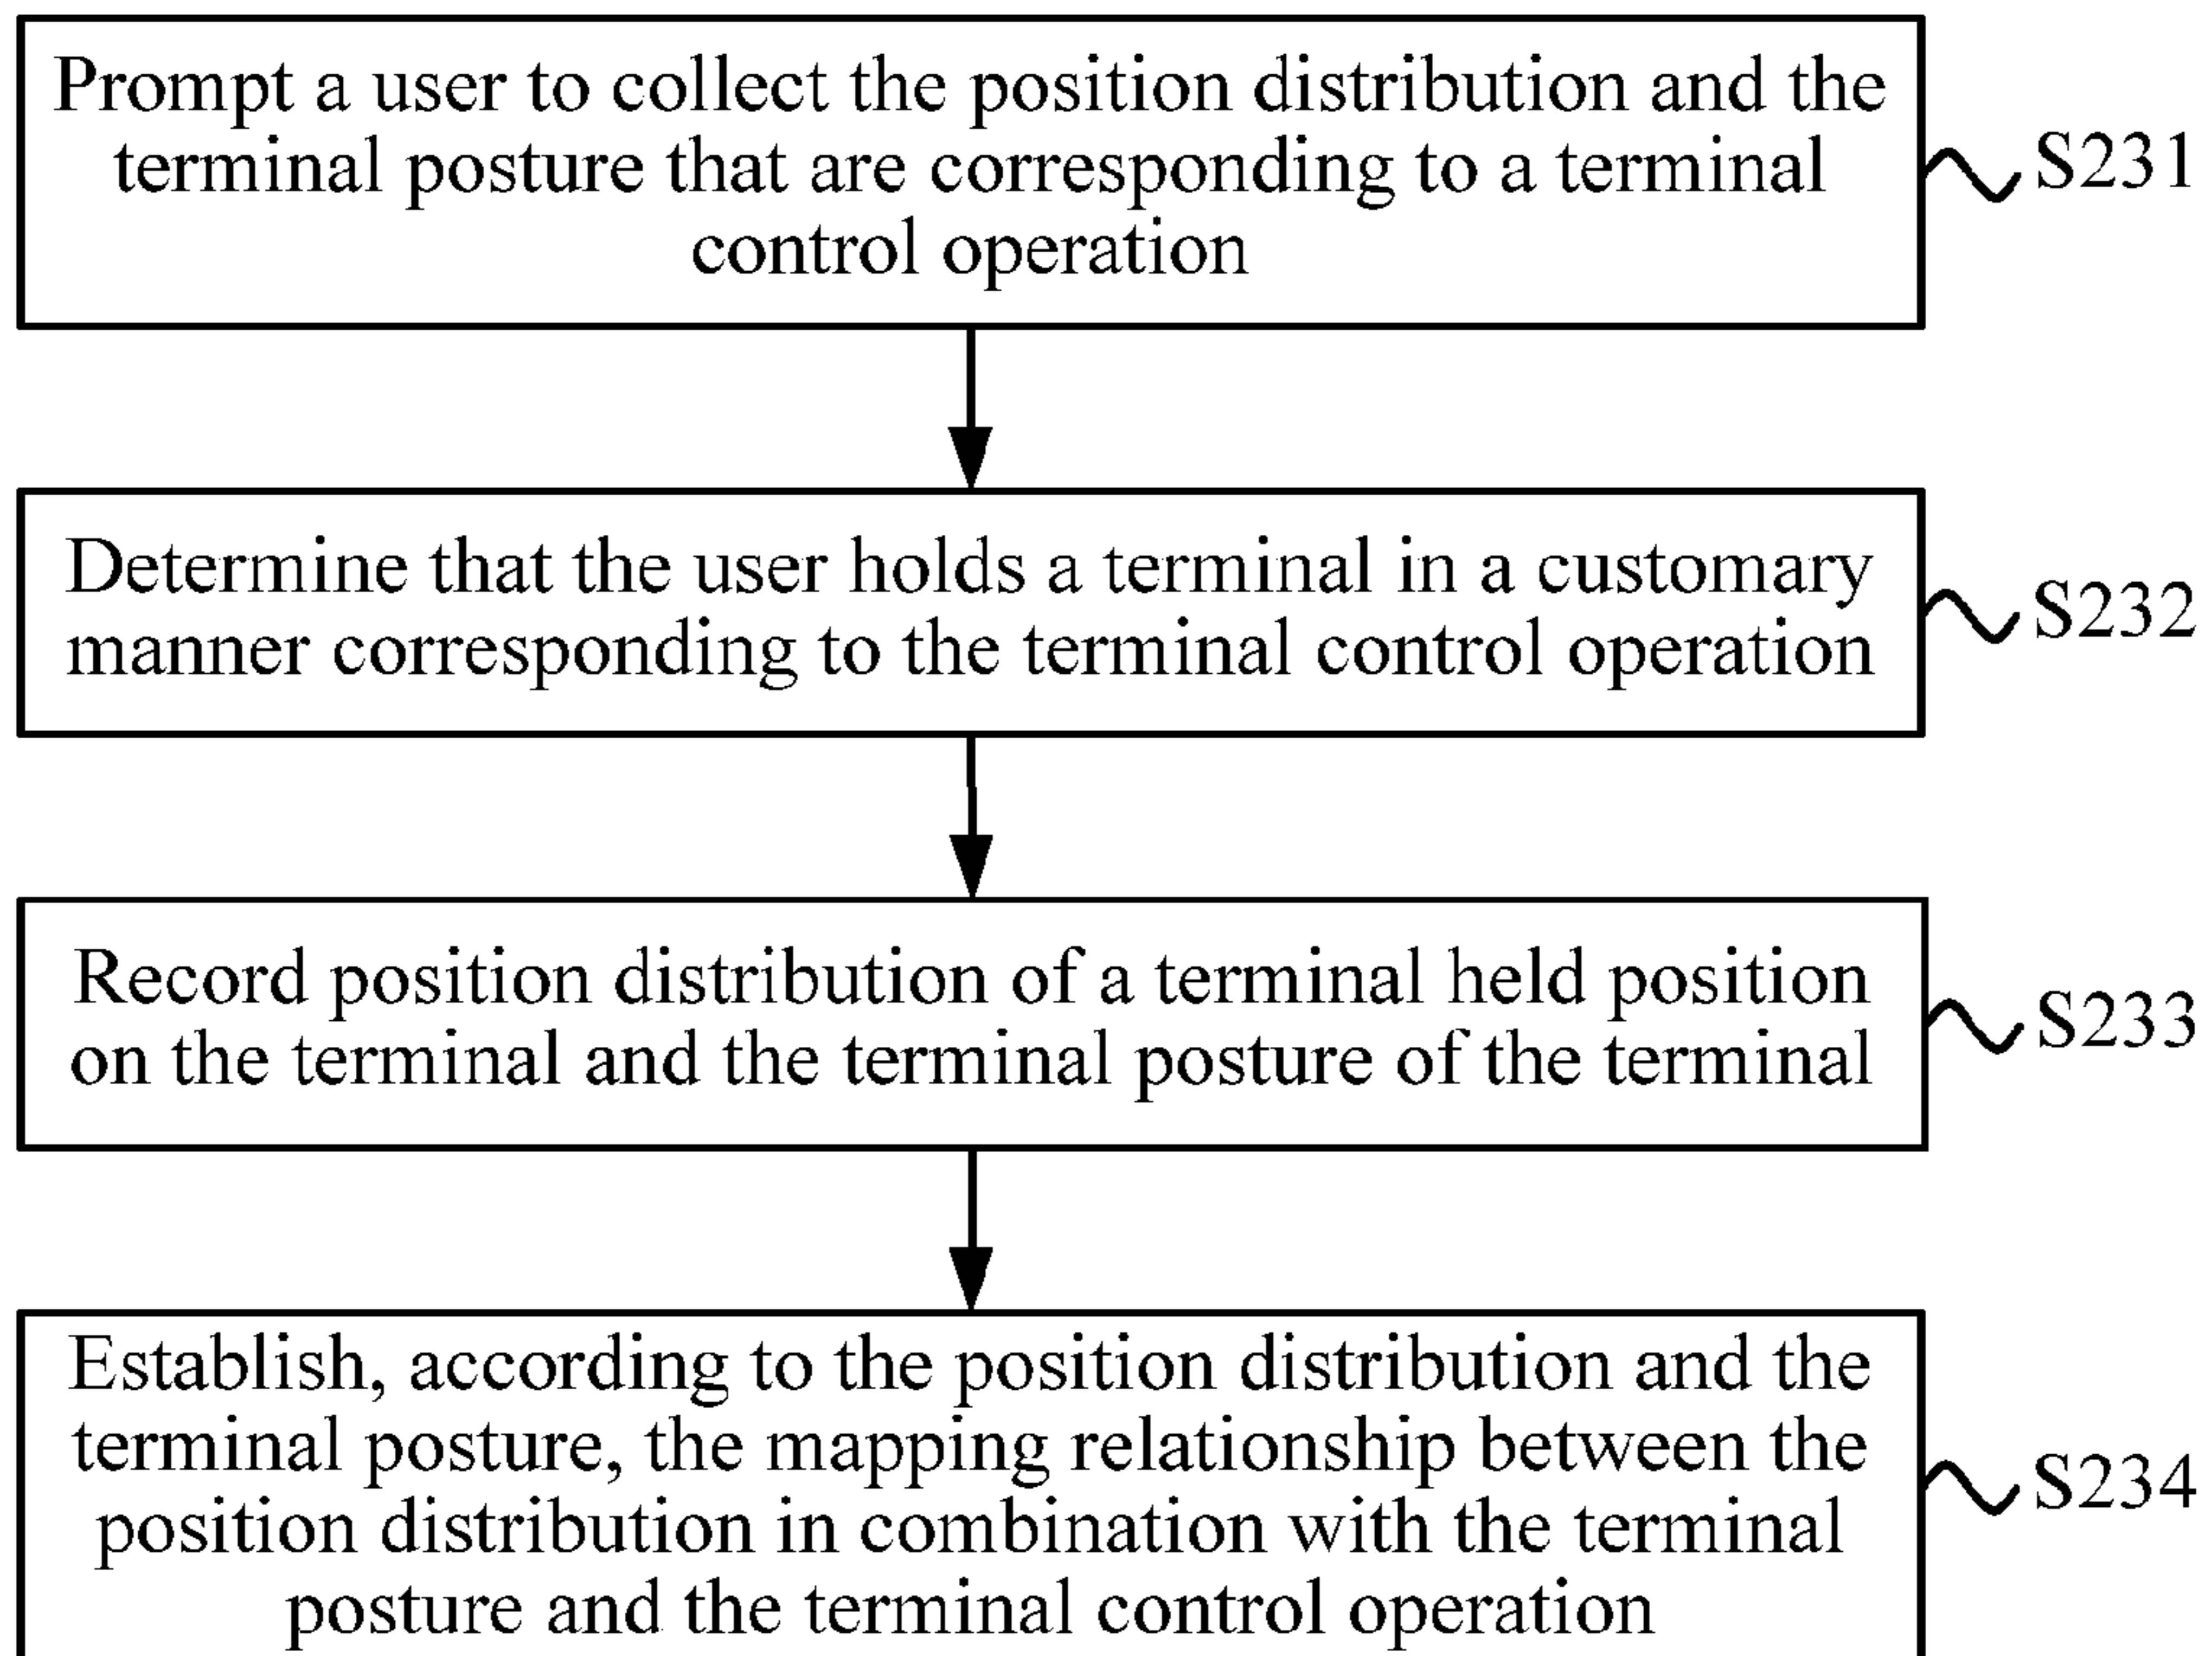 Prompt a user to collect the position distribution and the
terminal posture that are corresponding to a terminal
control operation
S231
Determine that the user holds a terminal in a customary
manner corresponding to the terminal control operation
S232
Record position distribution of a terminal held position
on the terminal and the terminal posture of the terminal
S233
Establish, according to the position distribution and the
terminal posture, the mapping relationship between the
position distribution in combination with the terminal
posture and the terminal control operation
S234